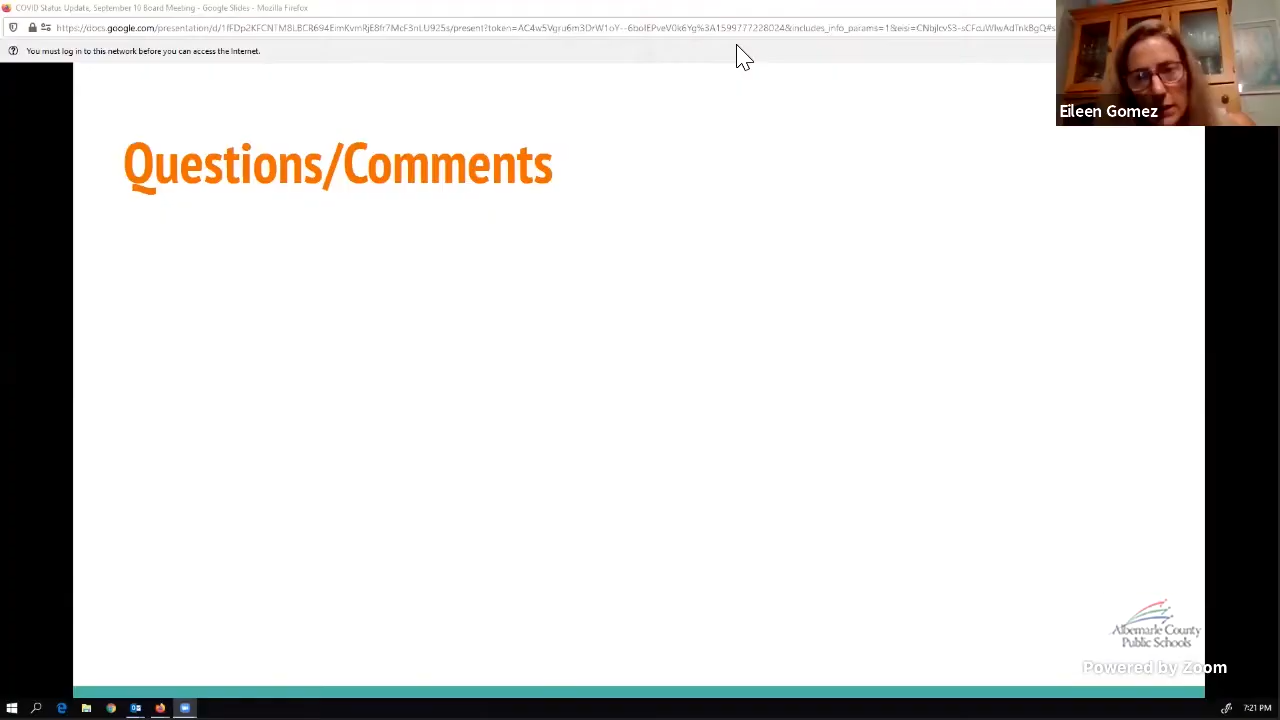 COVID Status Update, September 10 Board Meeting - Google Slides - Mozilla Firefox
You must log in to this network before you can access the Internet.
Eileen Gomez
Questions/Comments
Albemarle County
Public Schools
Powered by Zoom
7:21 PM